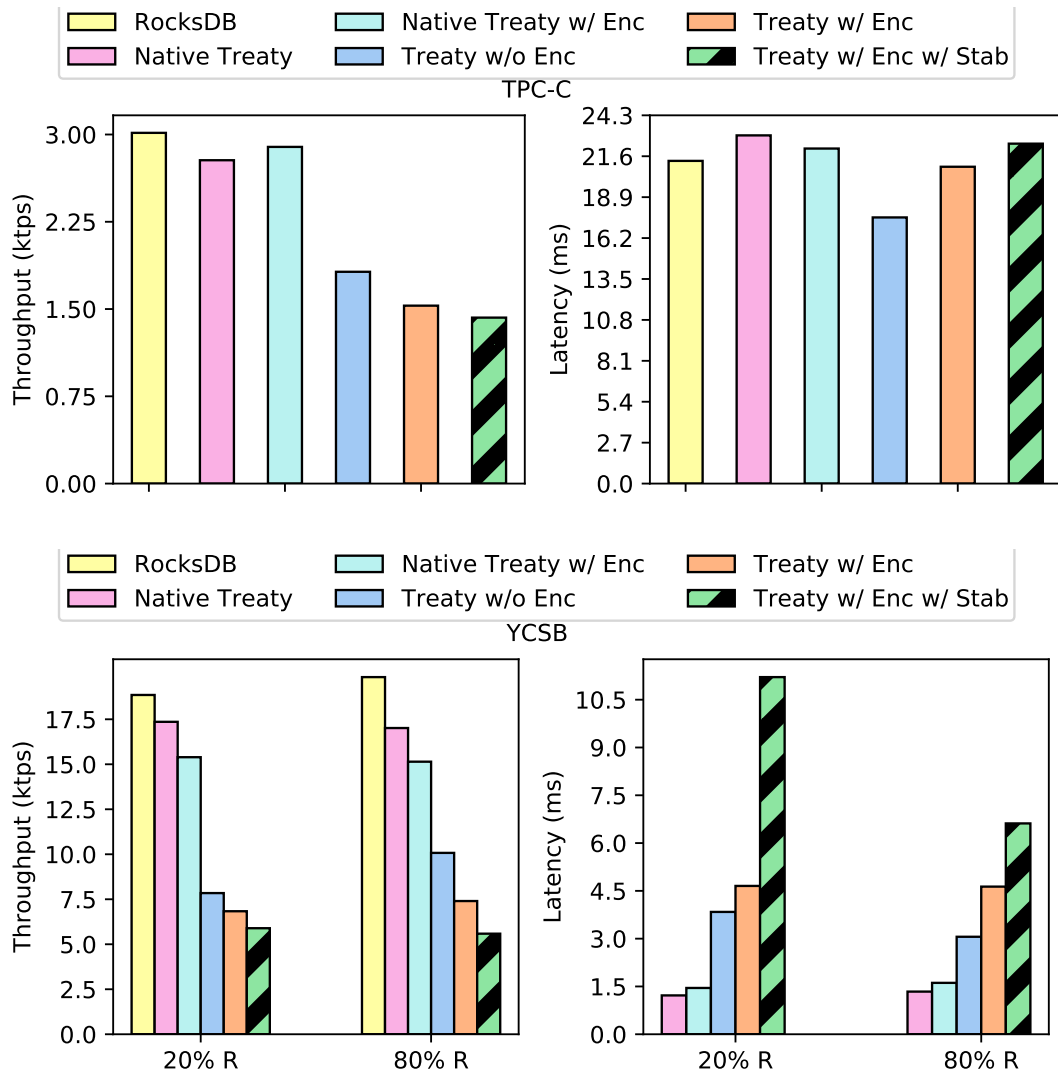 RocksDB Native Treaty w/ Enc Treaty w/ Enc
Native Treaty Treaty w/o Enc Treaty w/ Enc w/ Stab
TPC-C
Throughput (ktps)
3.00
2.25
1.50
0.75
0.00
Latency (ms)
24.3
21.6
18.9
16.2
13.5
10.8
8.1
5.4
2.7
0.0
RocksDB Native Treaty w/ Enc Treaty w/ Enc
Native Treaty Treaty w/o Enc Treaty w/ Enc w/ Stab
YCSB
Throughput (ktps)
17.5
15.0
12.5
10.0
7.5
5.0
2.5
0.0
20% R 80% R
Latency (ms)
10.5
9.0
7.5
6.0
4.5
3.0
1.5
0.0
20% R 80% R